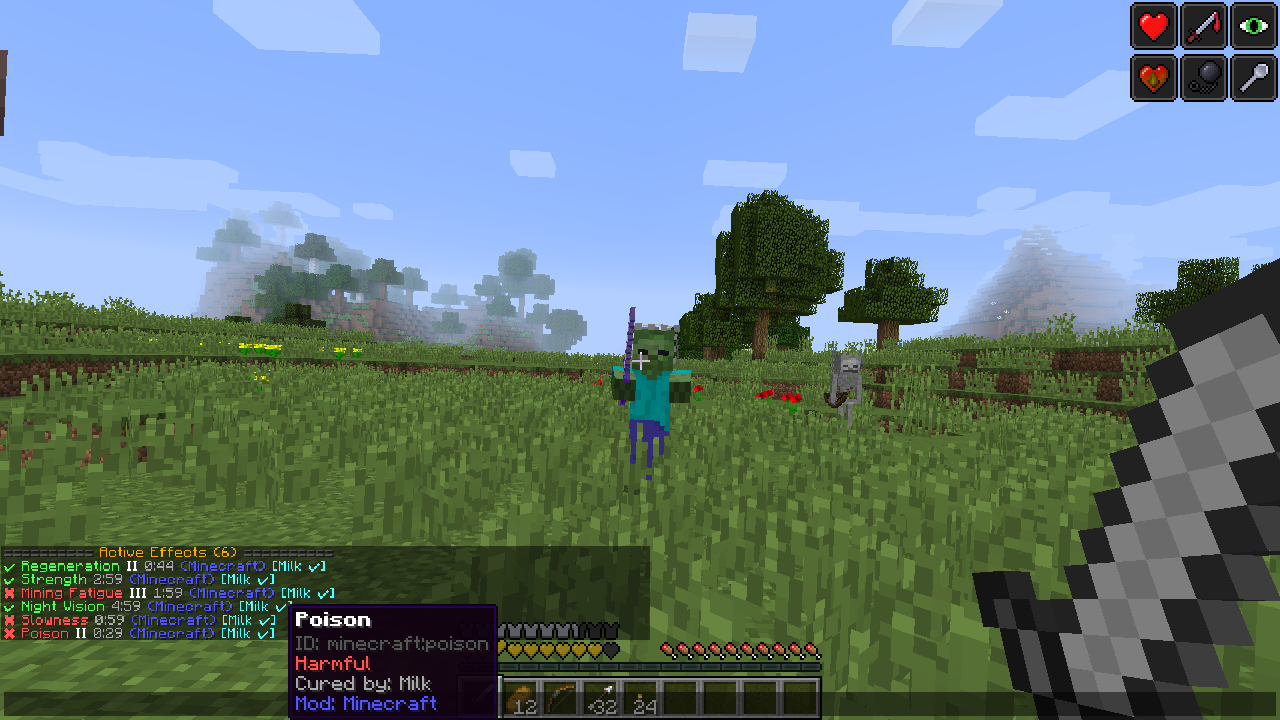 ========== Active Effects (6) ==========
✔ Regeneration II 0:44 (Minecraft) [Milk ✔]
✔ Strength 2:59 (Minecraft) [Milk ✔]
✖ Mining Fatigue III 1:59 (Minecraft) [Milk ✔]
✔ Night Vision 4:59 (Minecraft) [Milk ✔]
✖ Slowness 0:59 (Minecraft) [Milk ✔]
✖ Poison II 0:29 (Minecraft) [Milk ✔]
Poison
ID: minecraft:poison
Harmful
Cured by: Milk
Mod: Minecraft
12 32 24